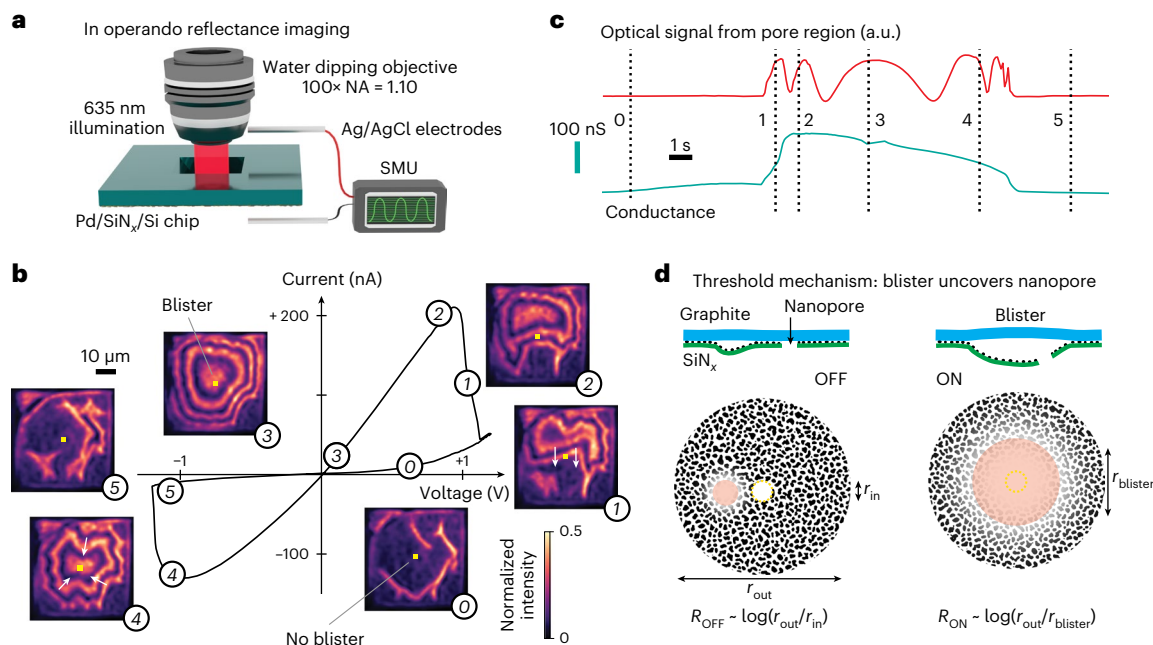 a
In operando reflectance imaging
Water dipping objective
100× NA = 1.10
635 nm
illumination
Ag/AgCl electrodes
SMU
Pd/SiNx/Si chip
b
Current (nA)
Blister
+ 200
2
10 µm
1
2
3
3
0
1
−1
+1
5
5
Voltage (V)
−100
4
4
0
No blister
Normalized
intensity
0.5
0
c
Optical signal from pore region (a.u.)
0
1
2
3
4
5
100 nS
1 s
Conductance
d
Threshold mechanism: blister uncovers nanopore
Graphite
Nanopore
Blister
SiNx
OFF
ON
rin
rblister
rout
ROFF ~ log(rout/rin)
RON ~ log(rout/rblister)